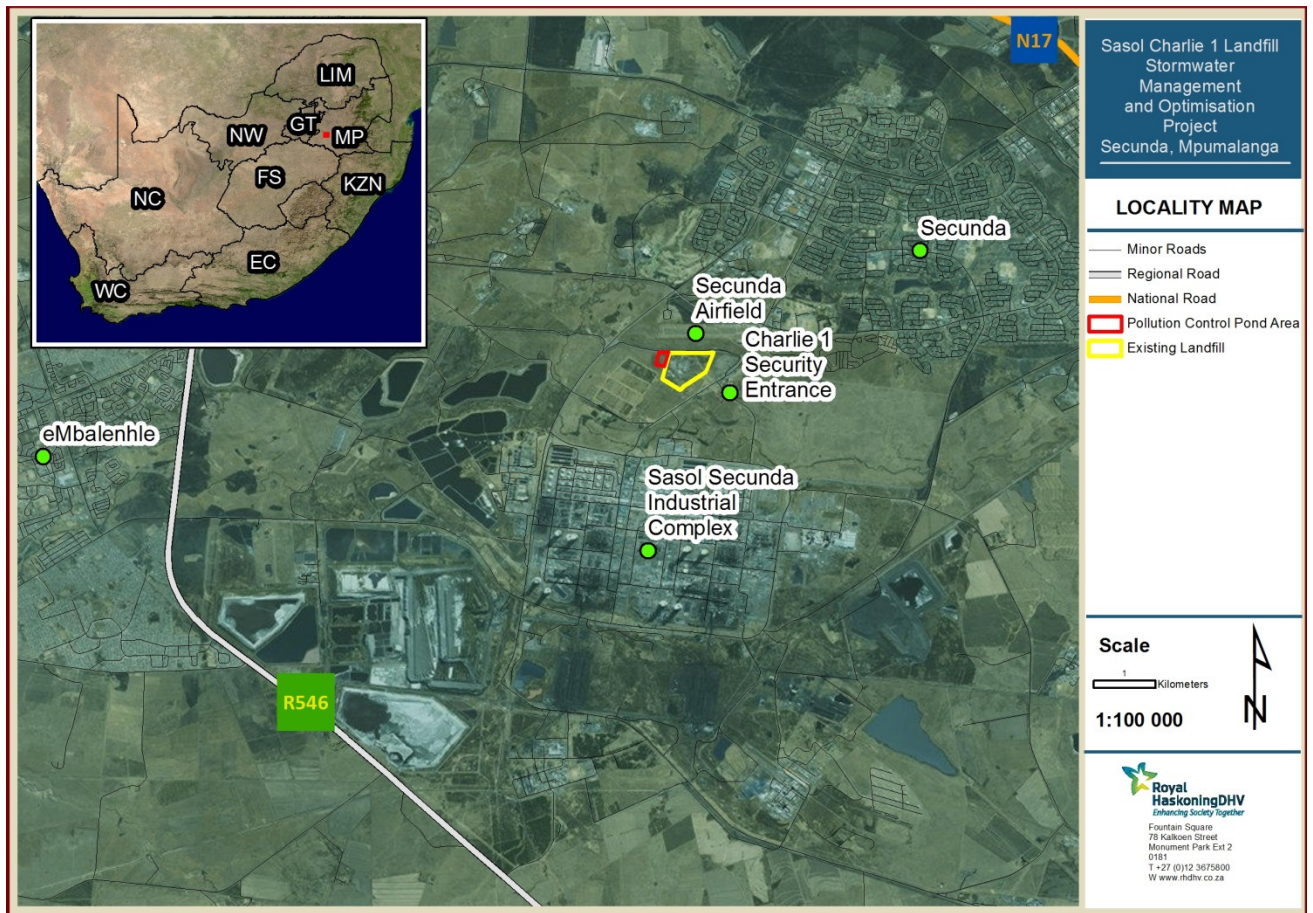 LIM
GT
NW
MP
FS
NC
KZN
EC
WC
N17
Secunda
Secunda
Airfield
Charlie 1
Security
Entrance
eMbalenhle
Sasol Secunda
Industrial
Complex
R546
Sasol Charlie 1 Landfill
Stormwater
Management
and Optimisation
Project
Secunda, Mpumalanga
LOCALITY MAP
Minor Roads
Regional Road
National Road
Pollution Control Pond Area
Existing Landfill
Scale
1
Kilometers
1:100 000
N
Royal
HaskoningDHV
Enhancing Society Together
Fountain Square
78 Kalkoen Street
Monument Park Ext 2
0181
T +27 (0)12 3675800
W www.rhdhv.co.za